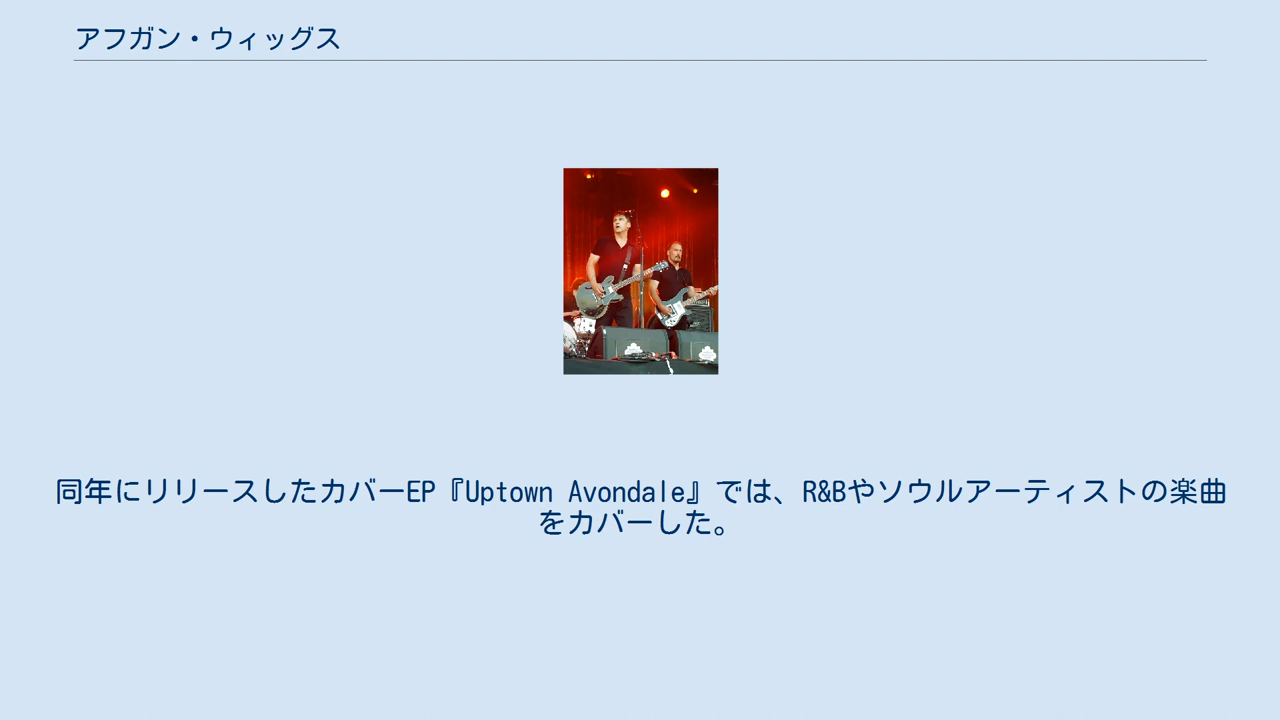 アフガン・ウィッグス
同年にリリースしたカバーEP『Uptown Avondale』では、R&Bやソウルアーティストの楽曲
をカバーした。